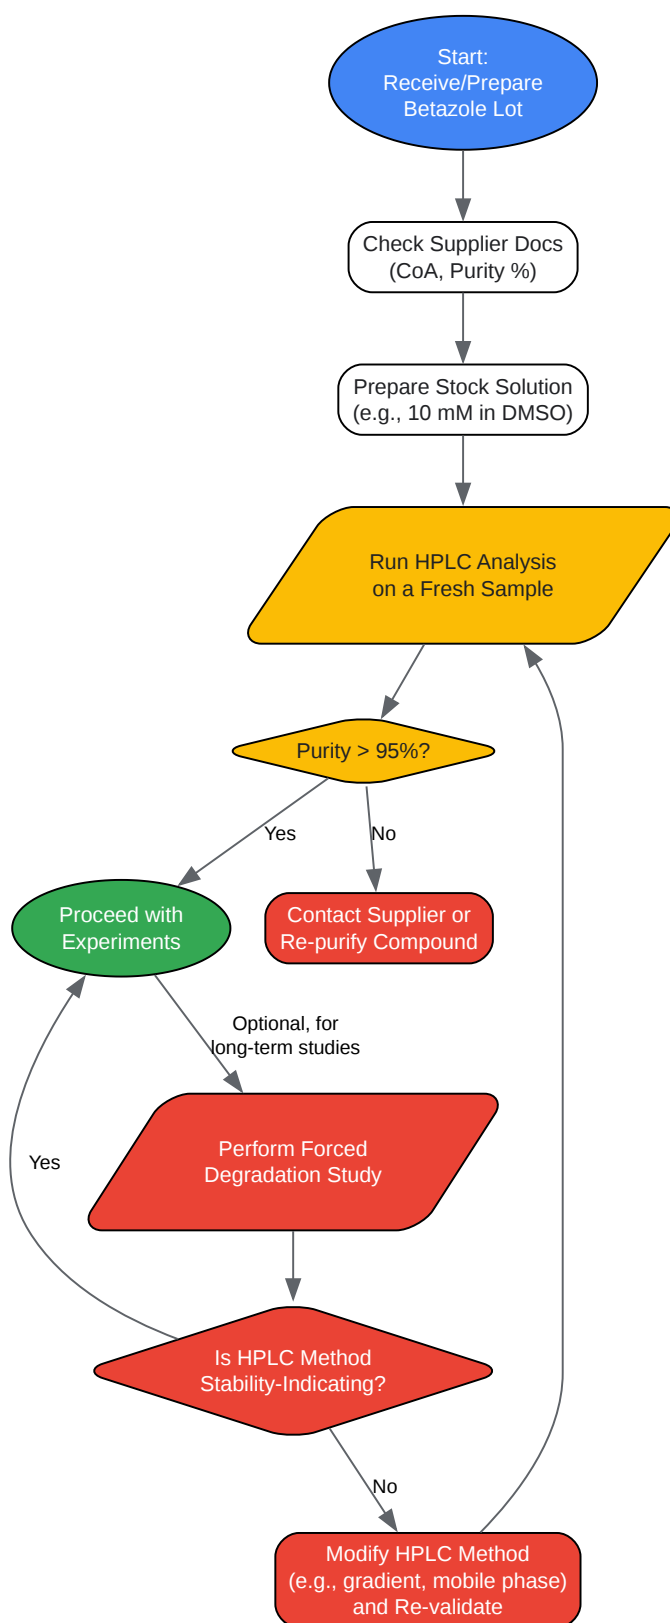 Start:
Receive/Prepare
Betazole Lot
Check Supplier Docs
(CoA, Purity %)
Prepare Stock Solution
(e.g., 10 mM in DMSO)
Run HPLC Analysis
on a Fresh Sample
Purity > 95%?
Yes
No
Proceed with
Experiments
Contact Supplier or
Re-purify Compound
Optional, for
long-term studies
Perform Forced
Degradation Study
Yes
Is HPLC Method
Stability-Indicating?
No
Modify HPLC Method
(e.g., gradient, mobile phase)
and Re-validate